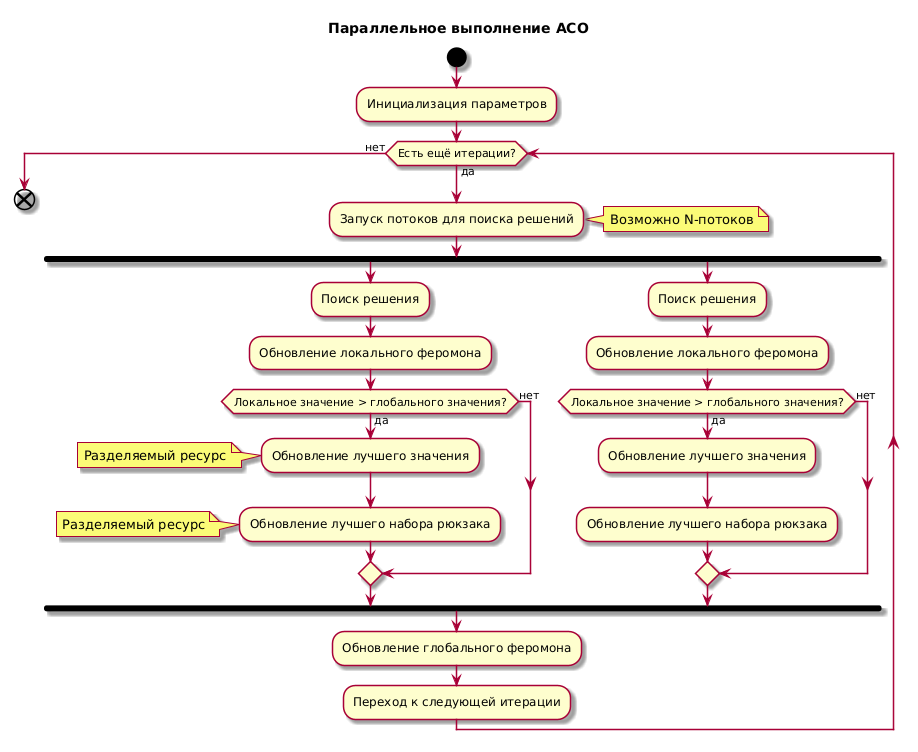 Параллельное выполнение ACO
Инициализация параметров
нет
Есть ещё итерации?
да
Запуск потоков для поиска решений
Возможно N-потоков
Поиск решения
Поиск решения
Обновление локального феромона
Обновление локального феромона
Локальное значение > глобального значения?
нет
Локальное значение > глобального значения?
нет
да
да
Разделяемый ресурс
Обновление лучшего значения
Обновление лучшего значения
Разделяемый ресурс
Обновление лучшего набора рюкзака
Обновление лучшего набора рюкзака
Обновление глобального феромона
Переход к следующей итерации